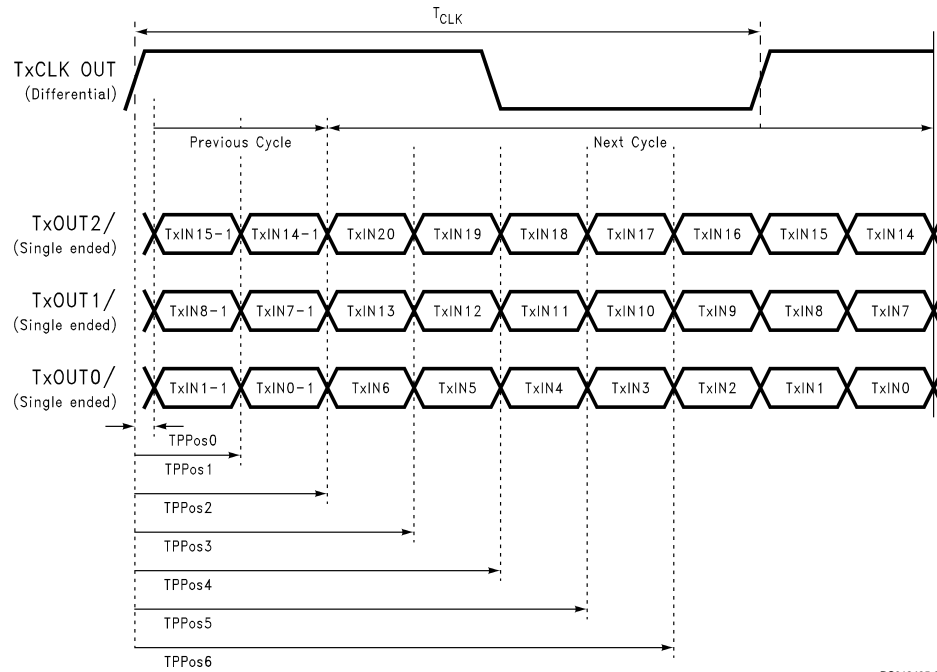 TCLK
TxCLK OUT
(Differential)
Previous Cycle
Next Cycle
TxOUT2/
(Single ended)
TxIN15-1 TxIN14-1 TxIN20 TxIN19 TxIN18 TxIN17 TxIN16 TxIN15 TxIN14
TxOUT1/
(Single ended)
TxIN8-1 TxIN7-1 TxIN13 TxIN12 TxIN11 TxIN10 TxIN9 TxIN8 TxIN7
TxOUT0/
(Single ended)
TxIN1-1 TxIN0-1 TxIN6 TxIN5 TxIN4 TxIN3 TxIN2 TxIN1 TxIN0
TPPos0
TPPos1
TPPos2
TPPos3
TPPos4
TPPos5
TPPos6